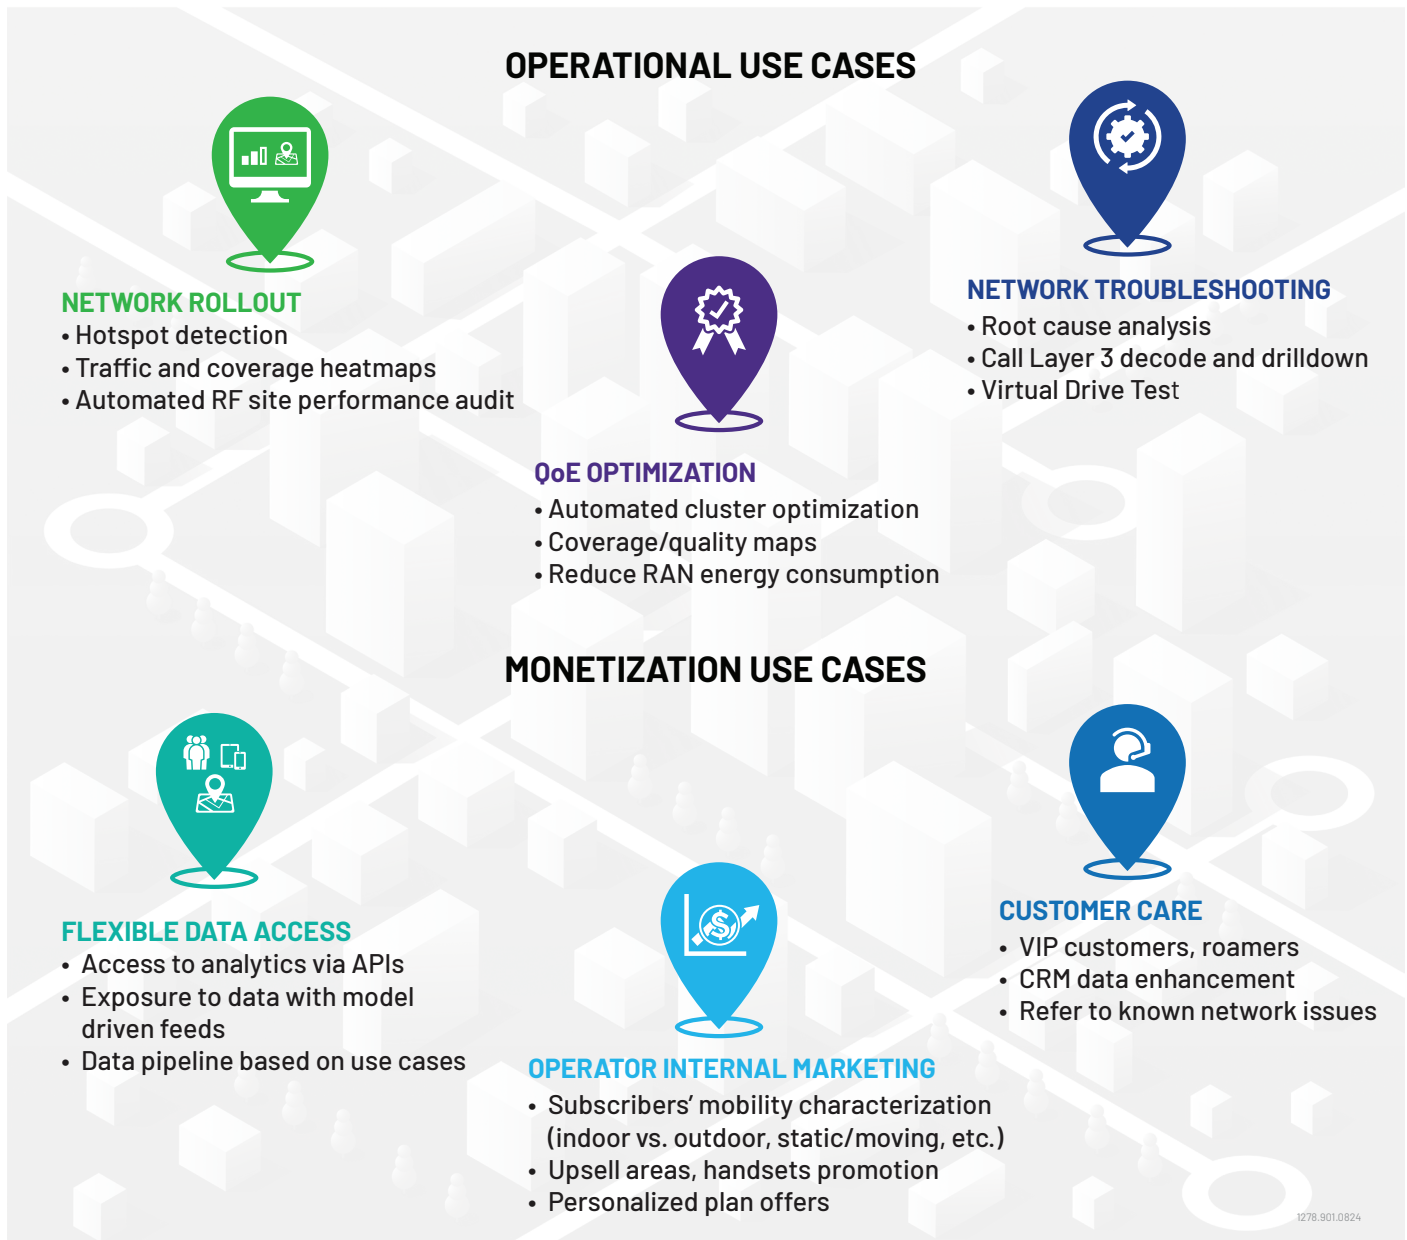 OPERATIONAL USE CASES
NETWORK ROLLOUT
• Hotspot detection
• Traffic and coverage heatmaps
• Automated RF site performance audit
QoE OPTIMIZATION
• Automated cluster optimization
• Coverage/quality maps
• Reduce RAN energy consumption
NETWORK TROUBLESHOOTING
• Root cause analysis
• Call Layer 3 decode and drilldown
• Virtual Drive Test
MONETIZATION USE CASES
FLEXIBLE DATA ACCESS
• Access to analytics via APIs
• Exposure to data with model
driven feeds
• Data pipeline based on use cases
OPERATOR INTERNAL MARKETING
• Subscribers’ mobility characterization
(indoor vs. outdoor, static/moving, etc.)
• Upsell areas, handsets promotion
• Personalized plan offers
CUSTOMER CARE
• VIP customers, roamers
• CRM data enhancement
• Refer to known network issues
$
1278.901.0824